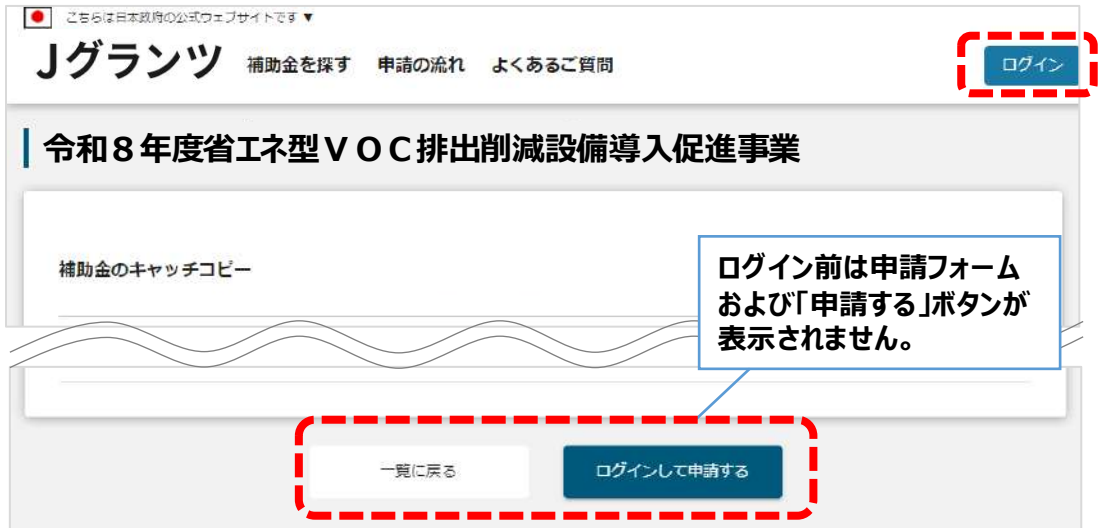 こちらは日本政府の公式ウェブサイトです ▼
Jグランツ 補助金を探す 申請の流れ よくあるご質問 ログイン
令和８年度省エネ型ＶＯＣ排出削減設備導入促進事業
補助金のキャッチコピー
ログイン前は申請フォーム
および「申請する」ボタンが
表示されません。
一覧に戻る ログインして申請する